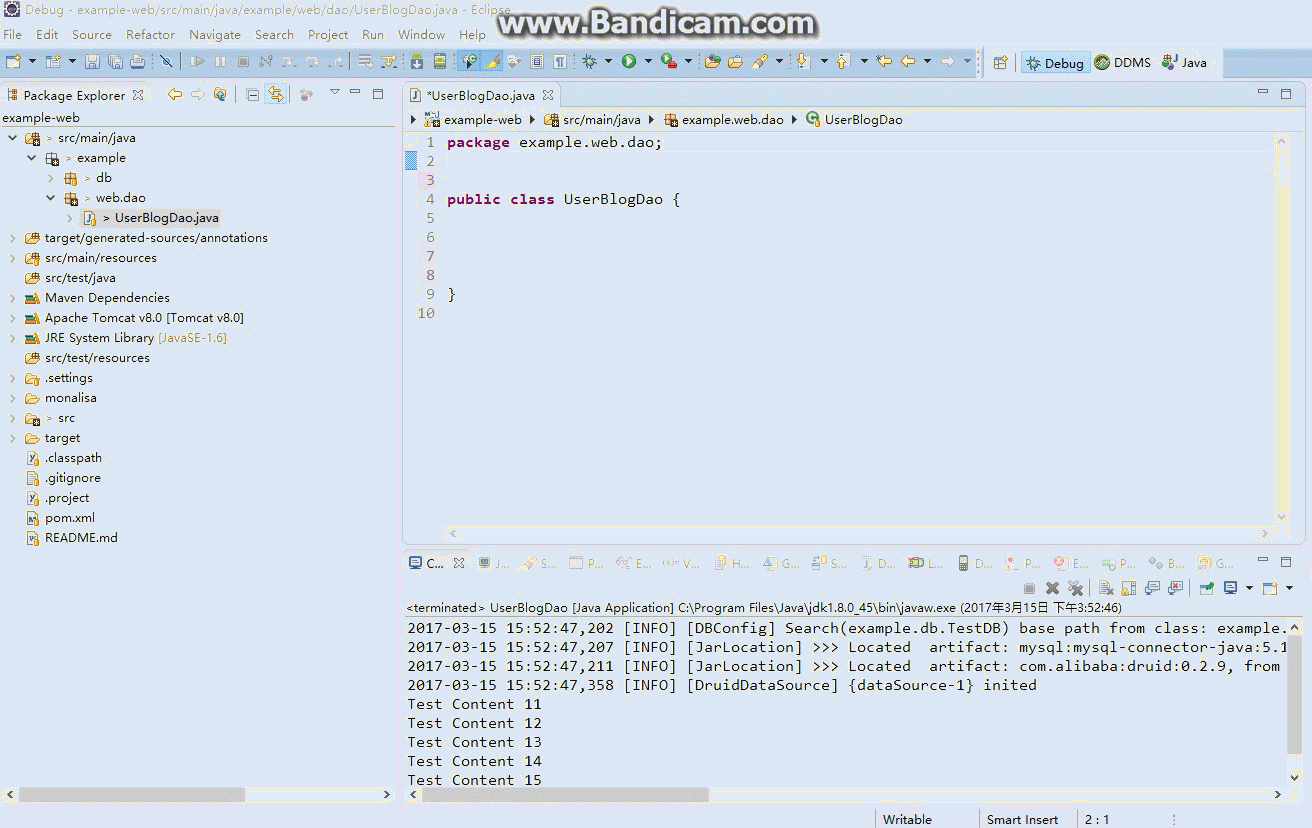 Debug - example-web/src/main/java/example/web/dao/UserBlogDao.java - Eclipse
www.Bandicam.com
File Edit Source Refactor Navigate Search Project Run Window Help
Debug DDMS Java
Package Explorer
example-web
> src/main/java
> example
> db
> web.dao
> UserBlogDao.java
target/generated-sources/annotations
src/main/resources
src/test/java
Maven Dependencies
Apache Tomcat v8.0 [Tomcat v8.0]
JRE System Library [JavaSE-1.6]
src/test/resources
.settings
monalisa
> src
target
.classpath
.gitignore
.project
pom.xml
README.md
*UserBlogDao.java
example-web src/main/java example.web.dao UserBlogDao
1 package example.web.dao;
2
3
4 public class UserBlogDao {
5
6
7
8
9 }
10
C... J... S... P... E... V... H... G... S... D... L... D... P... E... P... B... G...
<terminated> UserBlogDao [Java Application] C:\Program Files\Java\jdk1.8.0_45\bin\javaw.exe (2017年3月15日 下午3:52:46)
2017-03-15 15:52:47,202 [INFO] [DBConfig] Search(example.db.TestDB) base path from class: example.
2017-03-15 15:52:47,207 [INFO] [JarLocation] >>> Located  artifact: mysql:mysql-connector-java:5.1
2017-03-15 15:52:47,211 [INFO] [JarLocation] >>> Located  artifact: com.alibaba:druid:0.2.9, from
2017-03-15 15:52:47,358 [INFO] [DruidDataSource] {dataSource-1} inited
Test Content 11
Test Content 12
Test Content 13
Test Content 14
Test Content 15
Writable Smart Insert 2 : 1